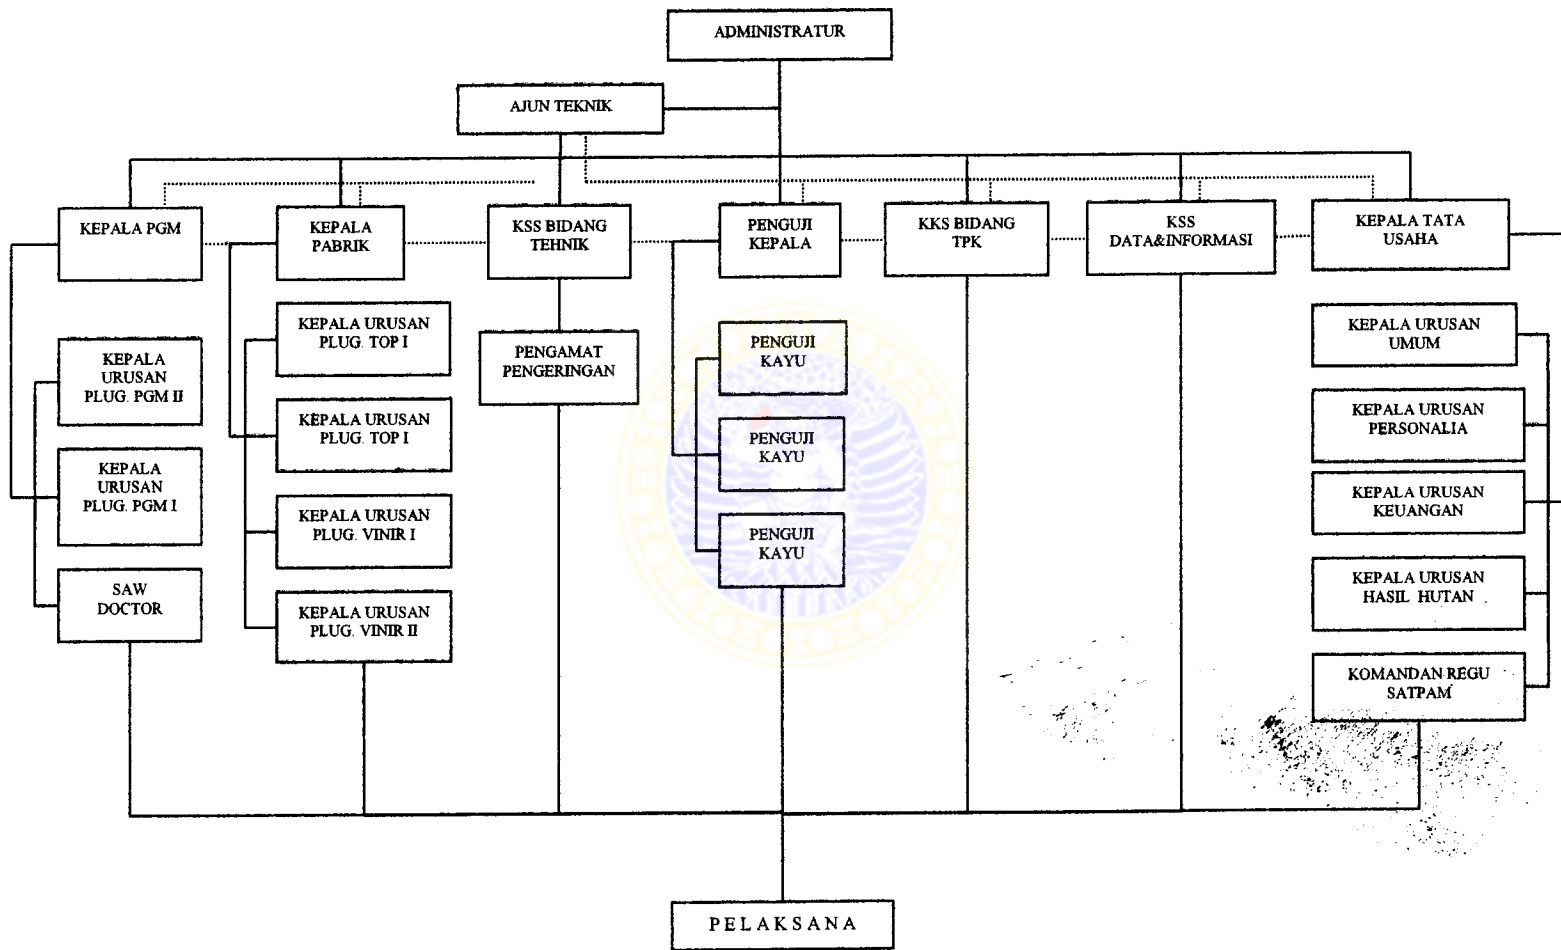 ADMINISTRATUR
AJUN TEKNIK
KEPALA PGM
KEPALA
PABRIK
KSS BIDANG
TEHNIK
PENGUJI
KEPALA
KKS BIDANG
TPK
KSS
DATA&INFORMASI
KEPALA TATA
USAHA
KEPALA
URUSAN
PLUG. PGM II
KEPALA
URUSAN
PLUG. PGM I
SAW
DOCTOR
KEPALA URUSAN
PLUG. TOP I
KEPALA URUSAN
PLUG. TOP I
KEPALA URUSAN
PLUG. VINIR I
KEPALA URUSAN
PLUG. VINIR II
PENGAMAT
PENGERINGAN
PENGUJI
KAYU
PENGUJI
KAYU
PENGUJI
KAYU
KEPALA URUSAN
UMUM
KEPALA URUSAN
PERSONALIA
KEPALA URUSAN
KEUANGAN
KEPALA URUSAN
HASIL HUTAN
KOMANDAN REGU
SATPAM
PELAKSANA